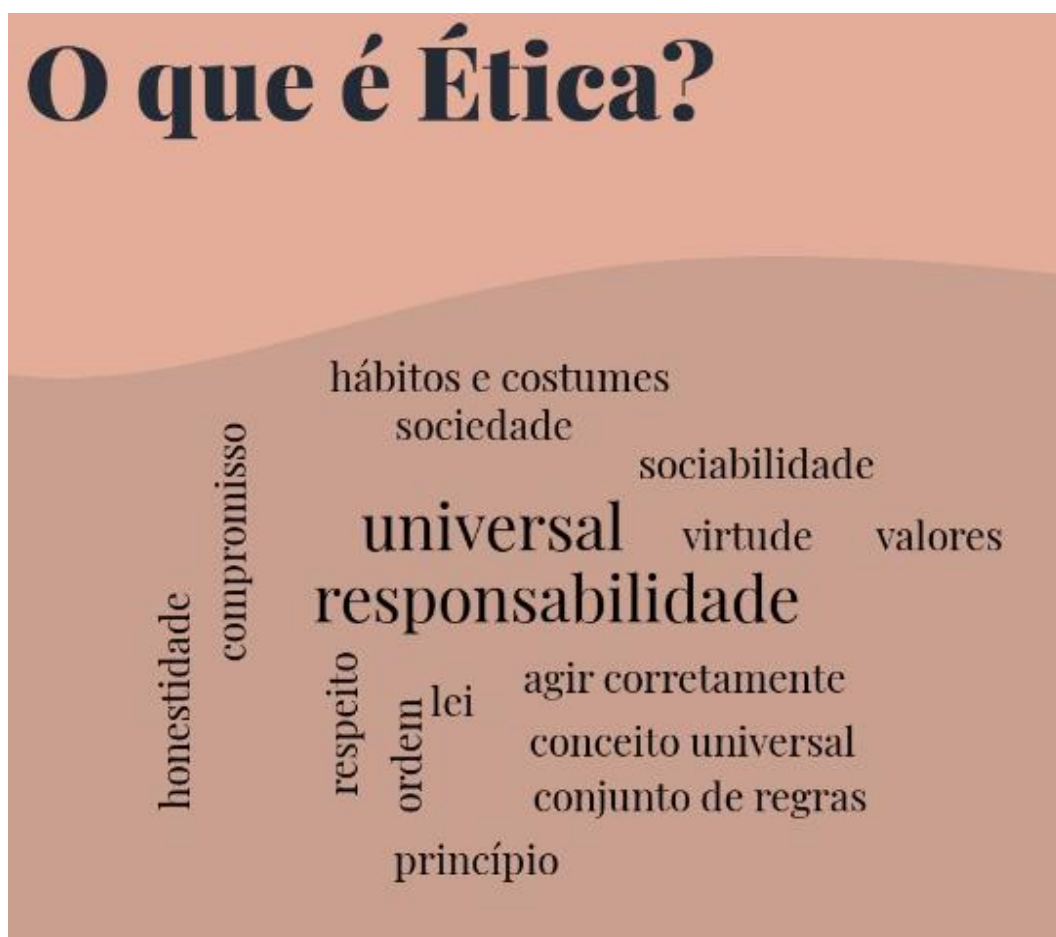 O que é Ética?
hábitos e costumes
sociedade
sociabilidade
compromisso
universal
virtude
valores
responsabilidade
honestidade
respeito
ordem
lei
agir corretamente
conceito universal
conjunto de regras
princípio